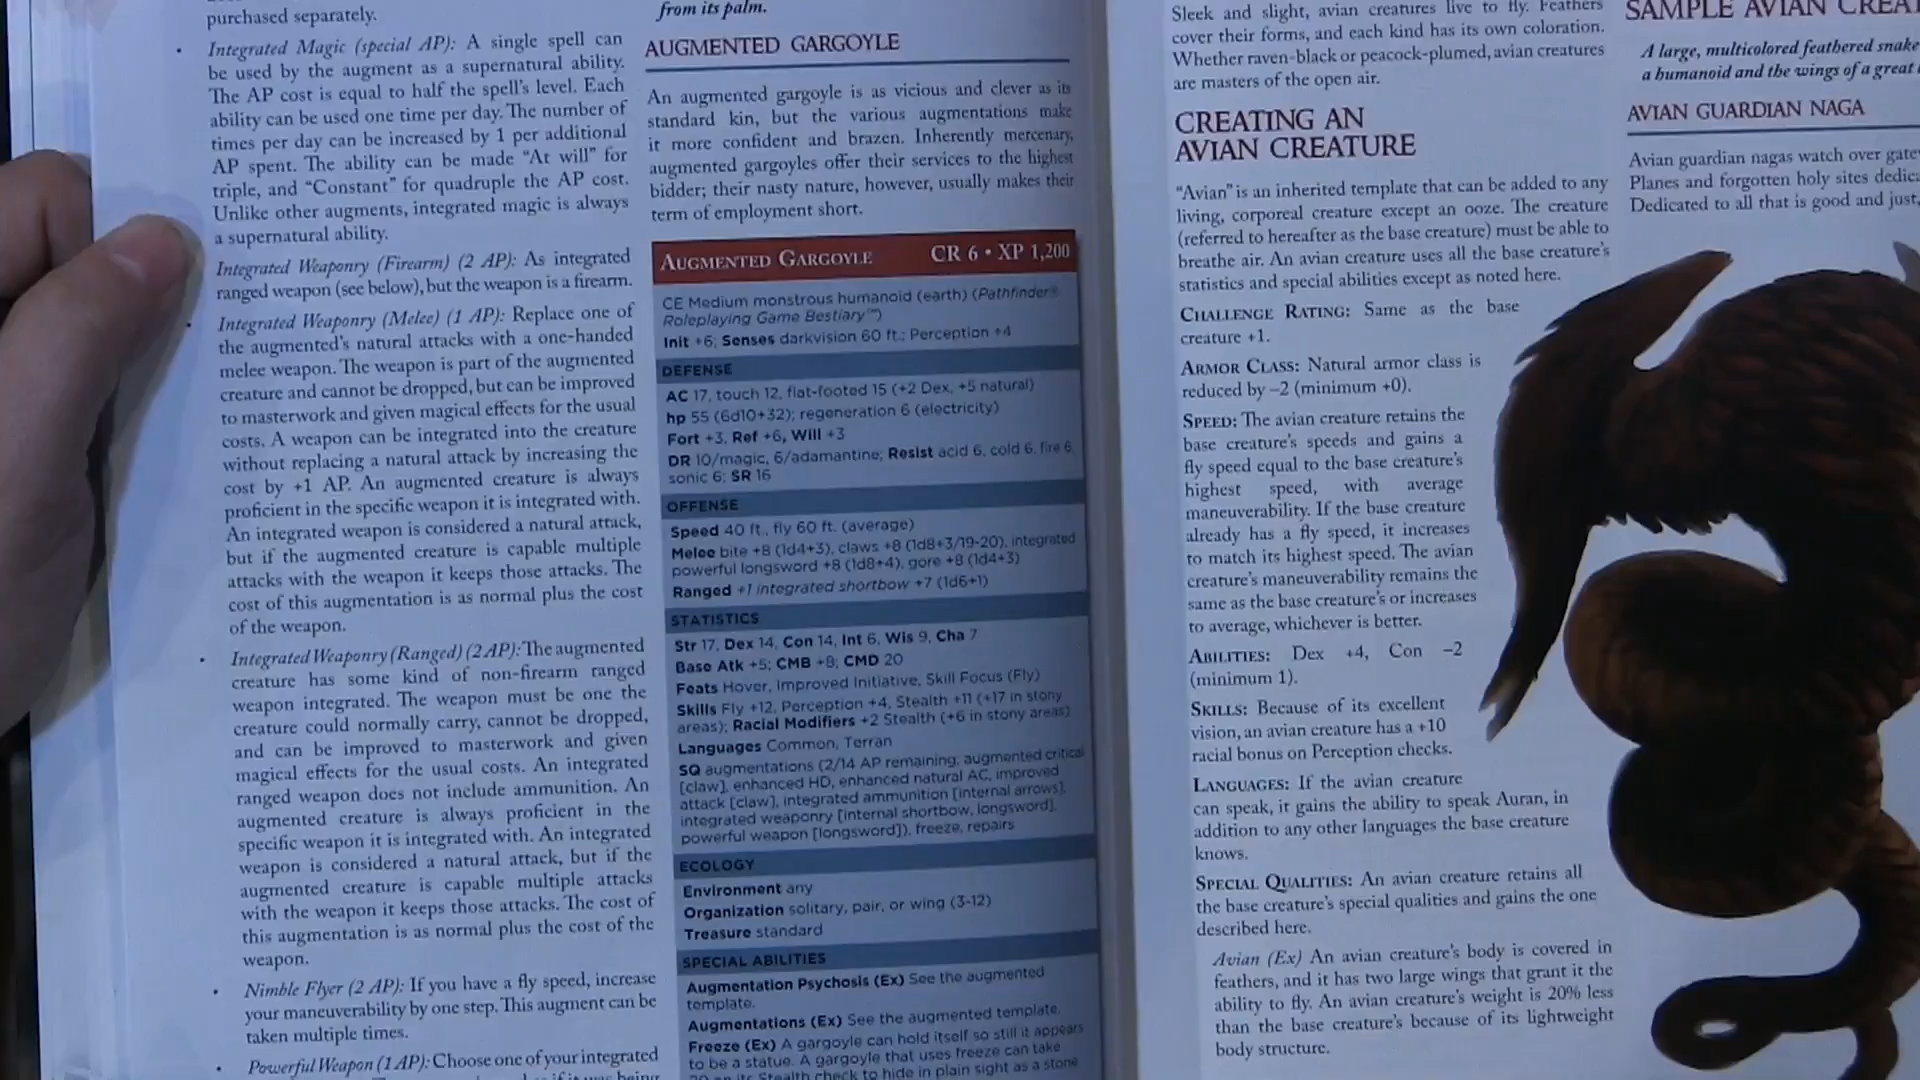 purchased separately.
• Integrated Magic (special AP): A single spell can
be used by the augment as a supernatural ability.
The AP cost is equal to half the spell's level. Each
ability can be used one time per day. The number of
times per day can be increased by 1 per additional
AP spent. The ability can be made “At will” for
triple, and “Constant” for quadruple the AP cost.
Unlike other augments, integrated magic is always
a supernatural ability.
Integrated Weaponry (Firearm) (2 AP): As integrated
ranged weapon (see below), but the weapon is a firearm.
• Integrated Weaponry (Melee) (1 AP): Replace one of
the augmented's natural attacks with a one-handed
melee weapon. The weapon is part of the augmented
creature and cannot be dropped, but can be improved
to masterwork and given magical effects for the usual
costs. A weapon can be integrated into the creature
without replacing a natural attack by increasing the
cost by +1 AP. An augmented creature is always
proficient in the specific weapon it is integrated with.
An integrated weapon is considered a natural attack,
but if the augmented creature is capable multiple
attacks with the weapon it keeps those attacks. The
cost of this augmentation is as normal plus the cost
of the weapon.
• Integrated Weaponry (Ranged) (2 AP): The augmented
creature has some kind of non-firearm ranged
weapon integrated. The weapon must be one the
creature could normally carry, cannot be dropped,
and can be improved to masterwork and given
magical effects for the usual costs. An integrated
ranged weapon does not include ammunition. An
augmented creature is always proficient in the
specific weapon it is integrated with. An integrated
weapon is considered a natural attack, but if the
augmented creature is capable multiple attacks
with the weapon it keeps those attacks. The cost of
this augmentation is as normal plus the cost of the
weapon.
• Nimble Flyer (2 AP): If you have a fly speed, increase
your maneuverability by one step. This augment can be
taken multiple times.
• Powerful Weapon (1 AP): Choose one of your integrated
from its palm.
AUGMENTED GARGOYLE
An augmented gargoyle is as vicious and clever as its
standard kin, but the various augmentations make
it more confident and brazen. Inherently mercenary,
augmented gargoyles offer their services to the highest
bidder; their nasty nature, however, usually makes their
term of employment short.
AUGMENTED GARGOYLE CR 6 • XP 1,200
CE Medium monstrous humanoid (earth) (Pathfinder®
Roleplaying Game Bestiary™)
Init +6; Senses darkvision 60 ft.; Perception +4
DEFENSE
AC 17, touch 12, flat-footed 15 (+2 Dex, +5 natural)
hp 55 (6d10+32); regeneration 6 (electricity)
Fort +3, Ref +6, Will +3
DR 10/magic, 6/adamantine; Resist acid 6, cold 6, fire 6,
sonic 6; SR 16
OFFENSE
Speed 40 ft., fly 60 ft. (average)
Melee bite +8 (1d4+3), claws +8 (1d8+3/19-20), integrated
powerful longsword +8 (1d8+4), gore +8 (1d4+3)
Ranged +1 integrated shortbow +7 (1d6+1)
STATISTICS
Str 17, Dex 14, Con 14, Int 6, Wis 9, Cha 7
Base Atk +5; CMB +8; CMD 20
Feats Hover, Improved Initiative, Skill Focus (Fly)
Skills Fly +12, Perception +4, Stealth +11 (+17 in stony
areas); Racial Modifiers +2 Stealth (+6 in stony areas)
Languages Common, Terran
SQ augmentations (2/14 AP remaining, augmented critical
[claw], enhanced HD, enhanced natural AC, improved
attack [claw], integrated ammunition [internal arrows],
integrated weaponry [internal shortbow, longsword],
powerful weapon [longsword]), freeze, repairs
ECOLOGY
Environment any
Organization solitary, pair, or wing (3-12)
Treasure standard
SPECIAL ABILITIES
Augmentation Psychosis (Ex) See the augmented
template.
Augmentations (Ex) See the augmented template.
Freeze (Ex) A gargoyle can hold itself so still it appears
to be a statue. A gargoyle that uses freeze can take
20 on its Stealth check to hide in plain sight as a stone
Sleek and slight, avian creatures live to fly. Feathers
cover their forms, and each kind has its own coloration.
Whether raven-black or peacock-plumed, avian creatures
are masters of the open air.
CREATING AN
AVIAN CREATURE
“Avian” is an inherited template that can be added to any
living, corporeal creature except an ooze. The creature
(referred to hereafter as the base creature) must be able to
breathe air. An avian creature uses all the base creature's
statistics and special abilities except as noted here.
CHALLENGE RATING: Same as the base
creature +1.
ARMOR CLASS: Natural armor class is
reduced by –2 (minimum +0).
SPEED: The avian creature retains the
base creature's speeds and gains a
fly speed equal to the base creature's
highest speed, with average
maneuverability. If the base creature
already has a fly speed, it increases
to match its highest speed. The avian
creature's maneuverability remains the
same as the base creature's or increases
to average, whichever is better.
ABILITIES: Dex +4, Con –2
(minimum 1).
SKILLS: Because of its excellent
vision, an avian creature has a +10
racial bonus on Perception checks.
LANGUAGES: If the avian creature
can speak, it gains the ability to speak Auran, in
addition to any other languages the base creature
knows.
SPECIAL QUALITIES: An avian creature retains all
the base creature's special qualities and gains the one
described here.
Avian (Ex) An avian creature's body is covered in
feathers, and it has two large wings that grant it the
ability to fly. An avian creature's weight is 20% less
than the base creature's because of its lightweight
body structure.
SAMPLE AVIAN
A large, multicolored feathered snake
a humanoid and the wings of a great
AVIAN GUARDIAN NAGA
Avian guardian nagas watch over
Planes and forgotten holy sites
Dedicated to all that is good and just,